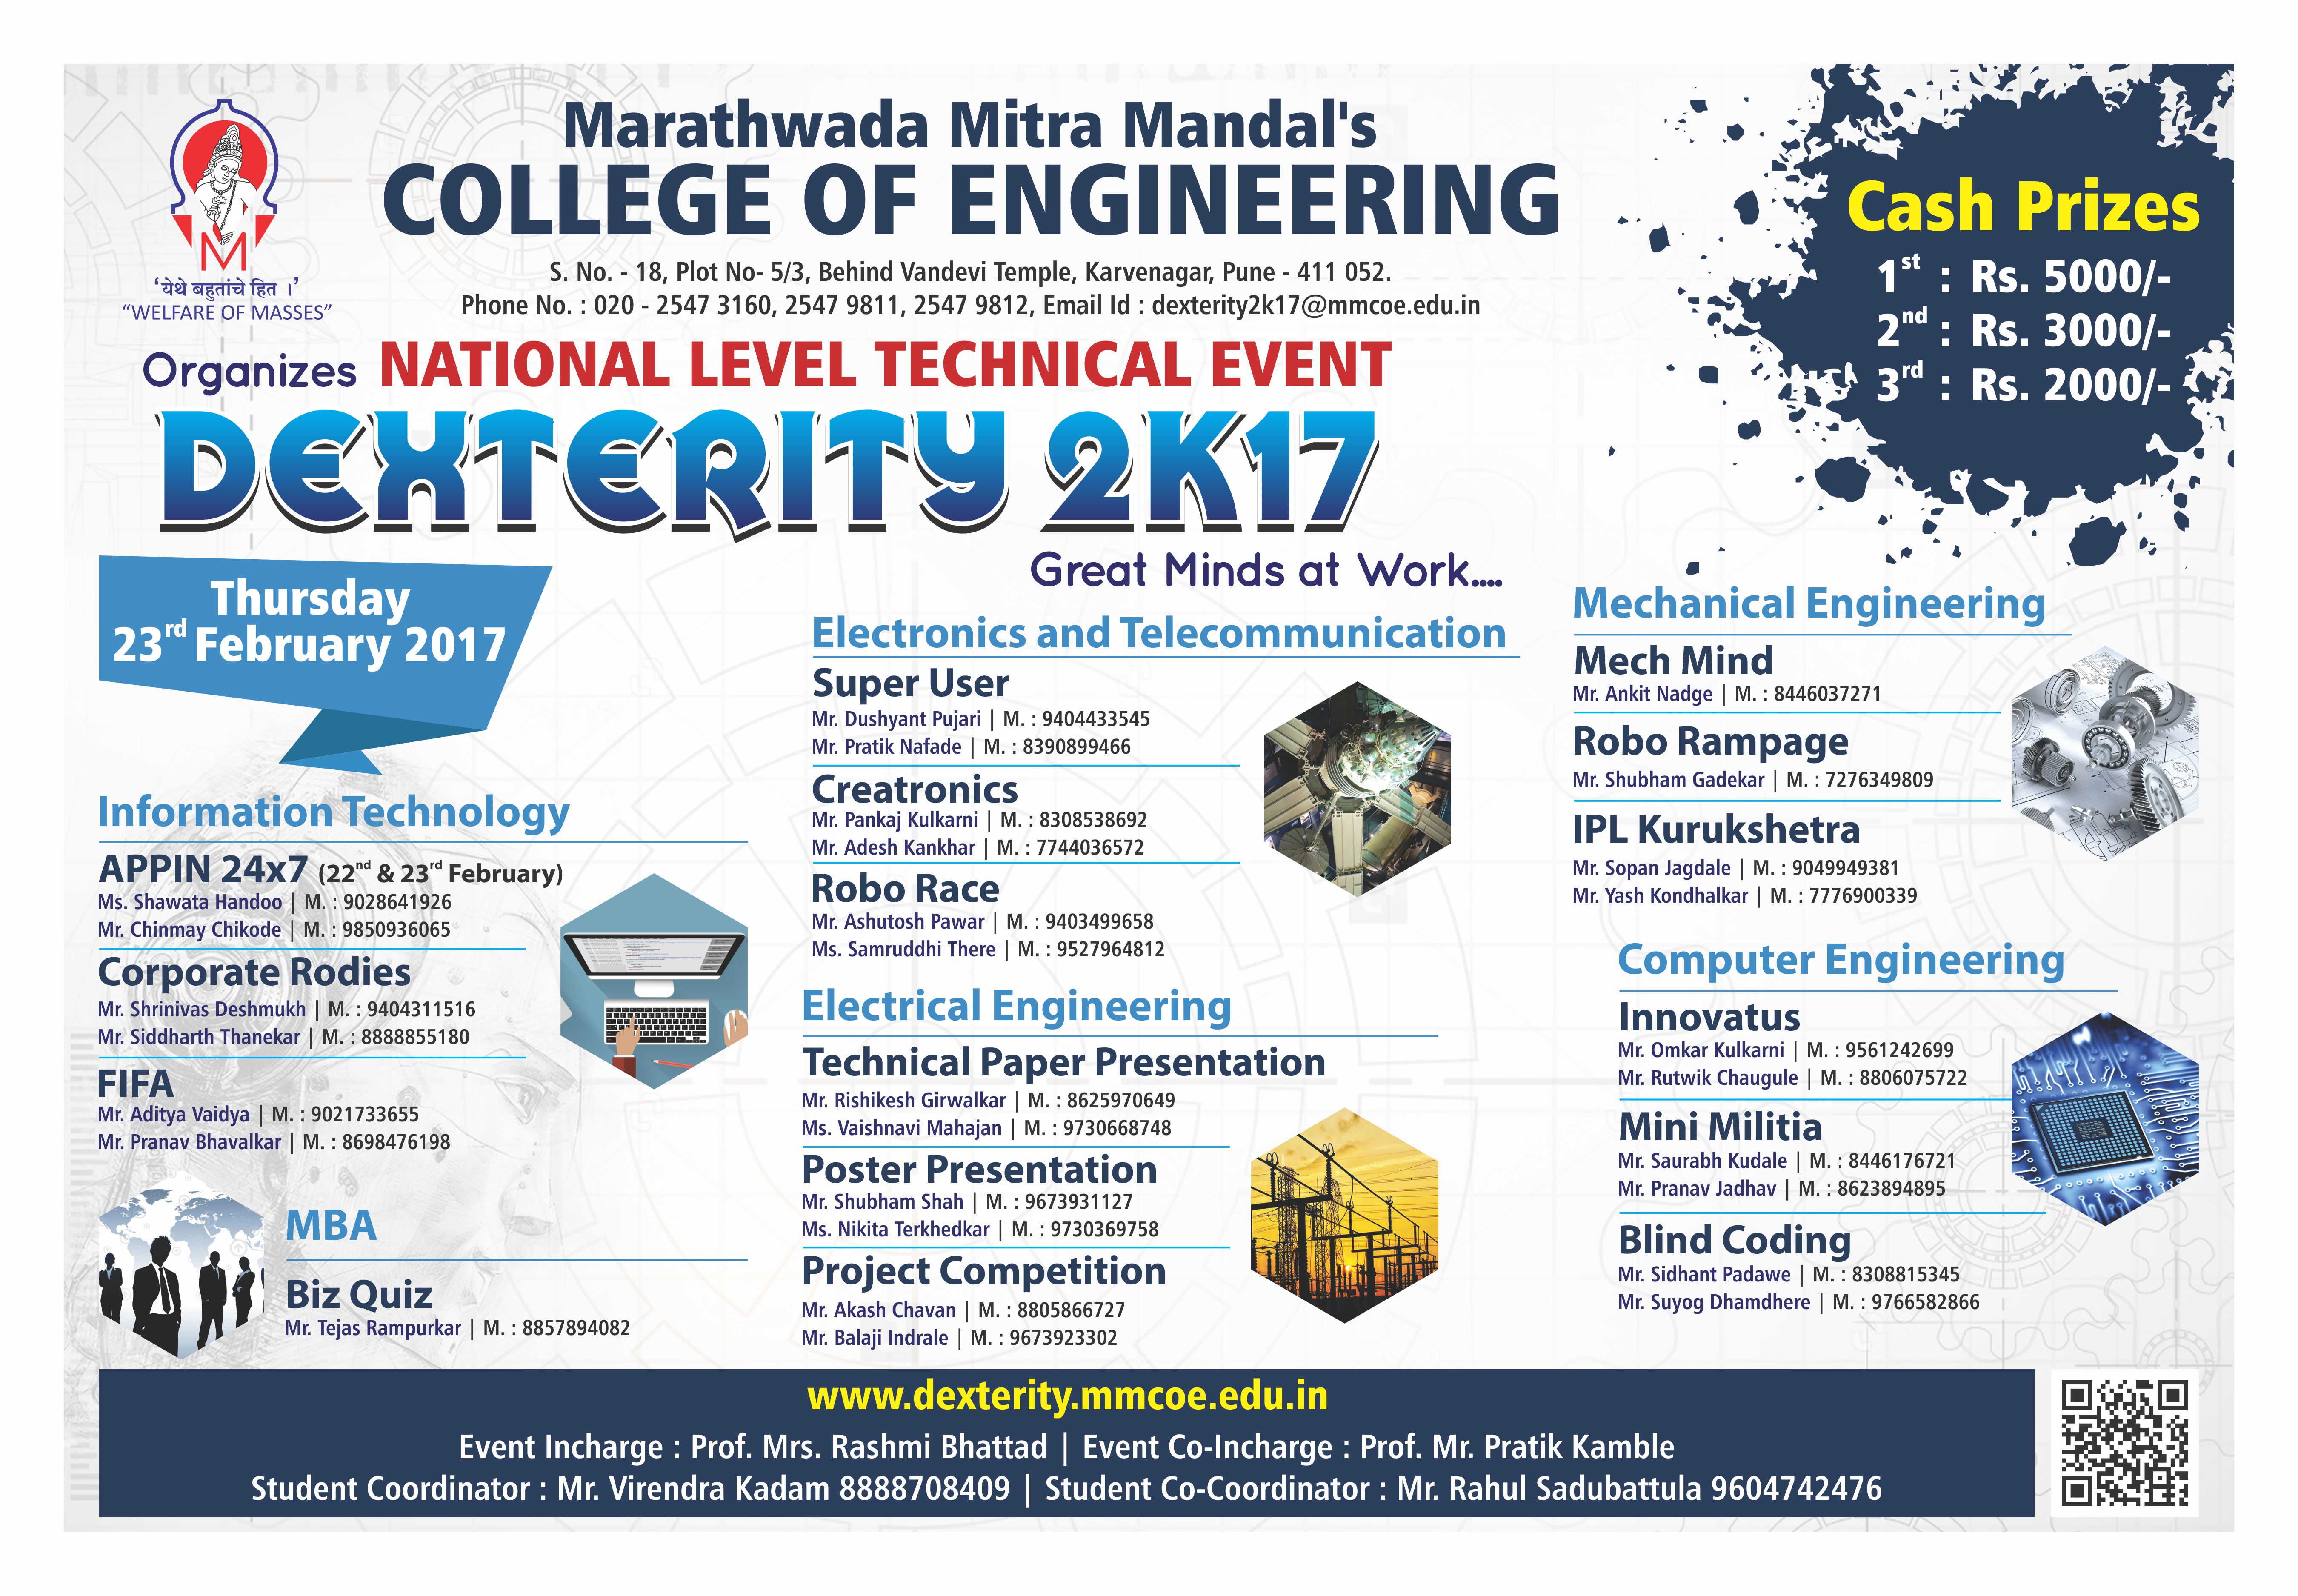 Marathwada Mitra Mandal's
COLLEGE OF ENGINEERING
S. No. - 18, Plot No- 5/3, Behind Vandevi Temple, Karvenagar, Pune - 411 052.
Phone No. : 020 - 2547 3160, 2547 9811, 2547 9812, Email Id : dexterity2k17@mmcoe.edu.in
M
‘येथे बहुतांचे हित ।’
“WELFARE OF MASSES”
Organizes NATIONAL LEVEL TECHNICAL EVENT
DEXTERITY 2K17
Great Minds at Work....
Cash Prizes
1st : Rs. 5000/-
2nd : Rs. 3000/-
3rd : Rs. 2000/-
Thursday
23rd February 2017
Information Technology
APPIN 24x7 (22nd & 23rd February)
Ms. Shawata Handoo | M. : 9028641926
Mr. Chinmay Chikode | M. : 9850936065
Corporate Rodies
Mr. Shrinivas Deshmukh | M. : 9404311516
Mr. Siddharth Thanekar | M. : 8888855180
FIFA
Mr. Aditya Vaidya | M. : 9021733655
Mr. Pranav Bhavalkar | M. : 8698476198
MBA
Biz Quiz
Mr. Tejas Rampurkar | M. : 8857894082
Electronics and Telecommunication
Super User
Mr. Dushyant Pujari | M. : 9404433545
Mr. Pratik Nafade | M. : 8390899466
Creatronics
Mr. Pankaj Kulkarni | M. : 8308538692
Mr. Adesh Kankhar | M. : 7744036572
Robo Race
Mr. Ashutosh Pawar | M. : 9403499658
Ms. Samruddhi There | M. : 9527964812
Electrical Engineering
Technical Paper Presentation
Mr. Rishikesh Girwalkar | M. : 8625970649
Ms. Vaishnavi Mahajan | M. : 9730668748
Poster Presentation
Mr. Shubham Shah | M. : 9673931127
Ms. Nikita Terkhedkar | M. : 9730369758
Project Competition
Mr. Akash Chavan | M. : 8805866727
Mr. Balaji Indrale | M. : 9673923302
Mechanical Engineering
Mech Mind
Mr. Ankit Nadge | M. : 8446037271
Robo Rampage
Mr. Shubham Gadekar | M. : 7276349809
IPL Kurukshetra
Mr. Sopan Jagdale | M. : 9049949381
Mr. Yash Kondhalkar | M. : 7776900339
Computer Engineering
Innovatus
Mr. Omkar Kulkarni | M. : 9561242699
Mr. Rutwik Chaugule | M. : 8806075722
Mini Militia
Mr. Saurabh Kudale | M. : 8446176721
Mr. Pranav Jadhav | M. : 8623894895
Blind Coding
Mr. Sidhant Padawe | M. : 8308815345
Mr. Suyog Dhamdhere | M. : 9766582866
www.dexterity.mmcoe.edu.in
Event Incharge : Prof. Mrs. Rashmi Bhattad | Event Co-Incharge : Prof. Mr. Pratik Kamble
Student Coordinator : Mr. Virendra Kadam 8888708409 | Student Co-Coordinator : Mr. Rahul Sadubattula 9604742476